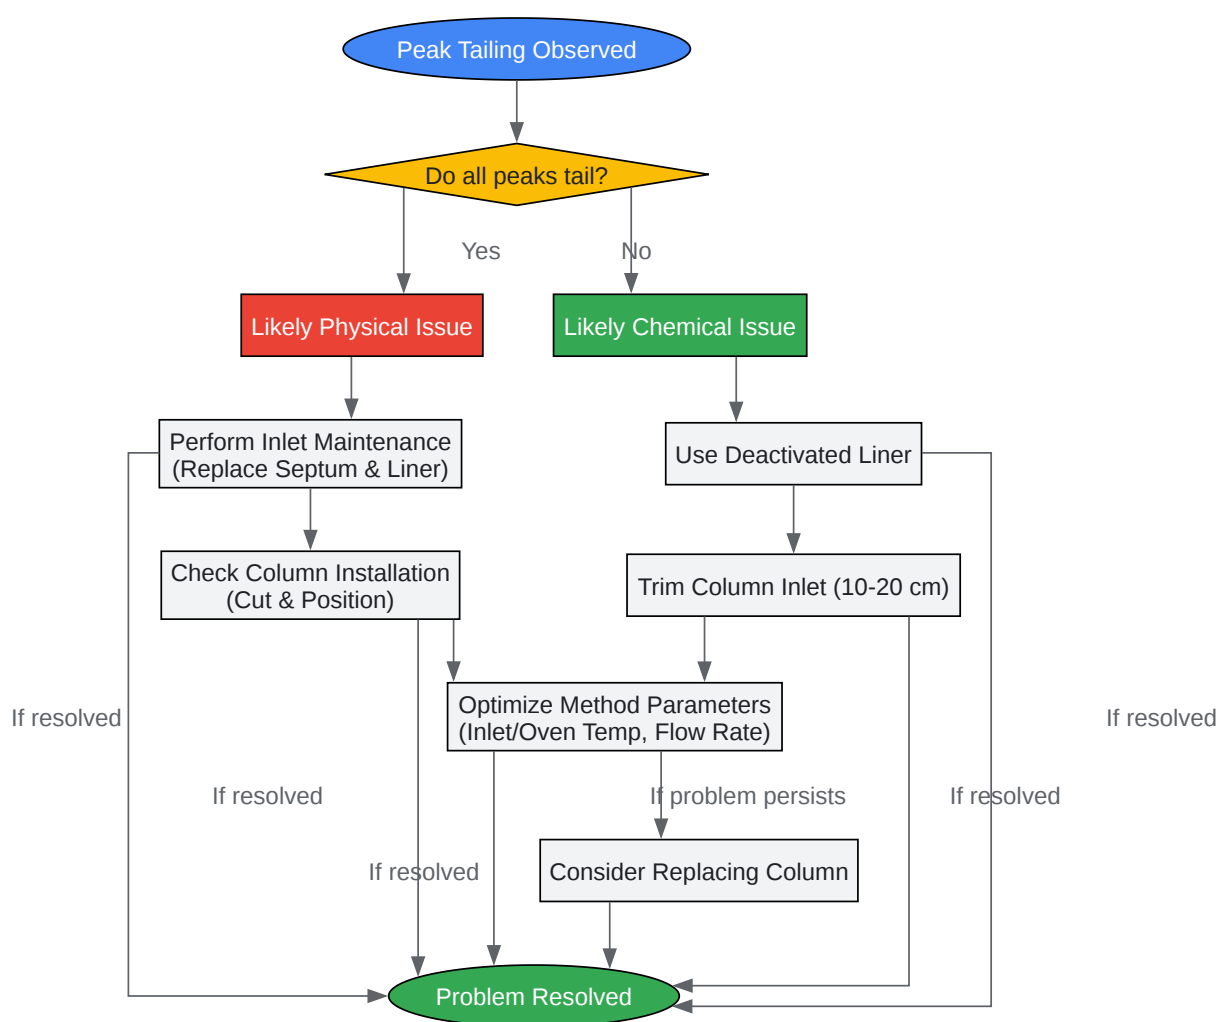 Peak Tailing Observed
Do all peaks tail?
Yes
No
Likely Physical Issue
Likely Chemical Issue
Perform Inlet Maintenance
(Replace Septum & Liner)
Use Deactivated Liner
Check Column Installation
(Cut & Position)
Trim Column Inlet (10-20 cm)
Optimize Method Parameters
(Inlet/Oven Temp, Flow Rate)
If resolved
If resolved
If resolved
If problem persists
If resolved
If resolved
Consider Replacing Column
Problem Resolved